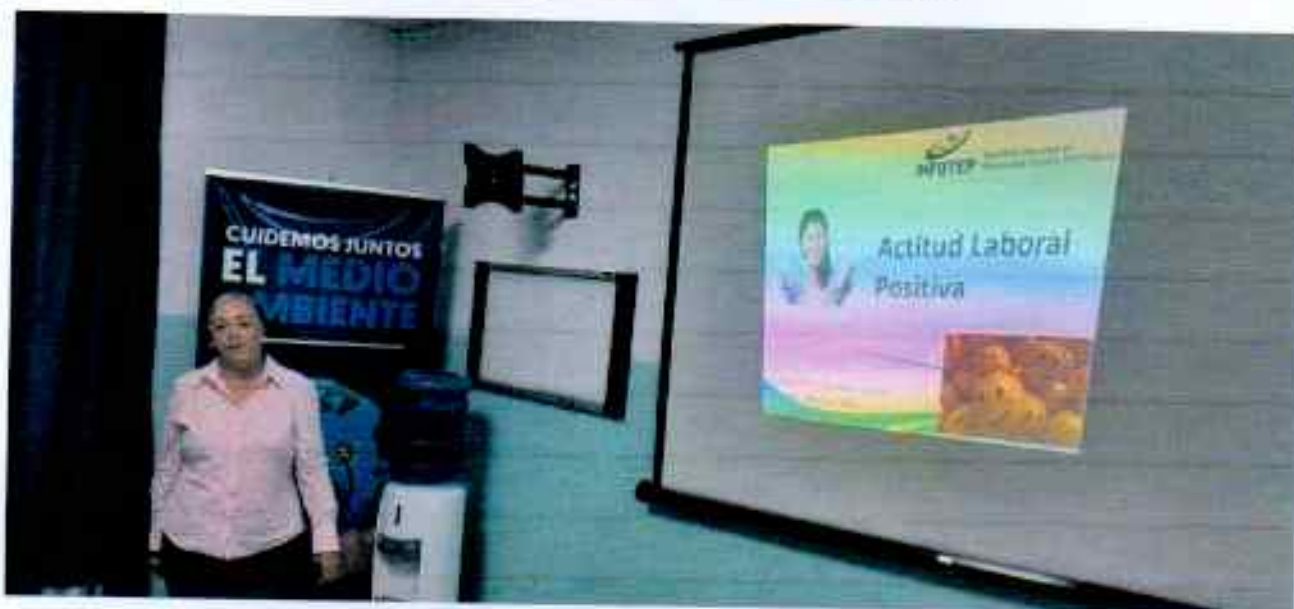 CUIDEMOS JUNTOS
EL MEDIO
AMBIENTE
INFOTEP
Actitud Laboral
Positiva